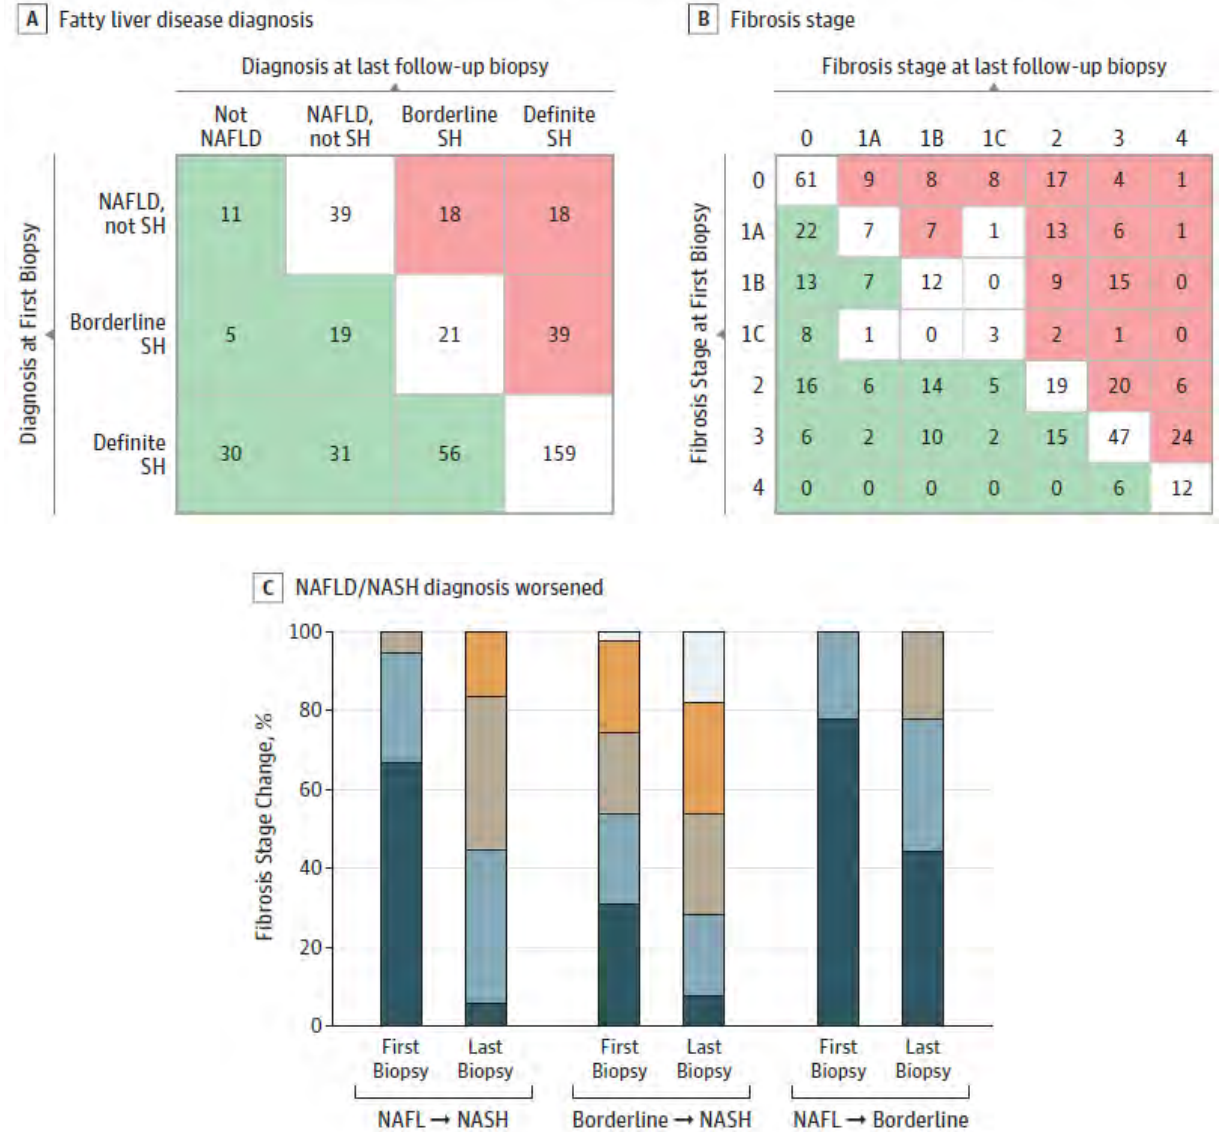 A Fatty liver disease diagnosis
Diagnosis at last follow-up biopsy
Not NAFLD, Borderline Definite
NAFLD not SH SH SH
Diagnosis at First Biopsy
NAFLD,
not SH
11 39 18 18
Borderline
SH
5 19 21 39
Definite
SH
30 31 56 159
B Fibrosis stage
Fibrosis stage at last follow-up biopsy
0 1A 1B 1C 2 3 4
Fibrosis Stage at First Biopsy
0 61 9 8 8 17 4 1
1A 22 7 7 1 13 6 1
1B 13 7 12 0 9 15 0
1C 8 1 0 3 2 1 0
2 16 6 14 5 19 20 6
3 6 2 10 2 15 47 24
4 0 0 0 0 0 6 12
C NAFLD/NASH diagnosis worsened
Fibrosis Stage Change, %
100
80
60
40
20
0
First Last First Last First Last
Biopsy Biopsy Biopsy Biopsy Biopsy Biopsy
NAFL → NASH Borderline → NASH NAFL → Borderline